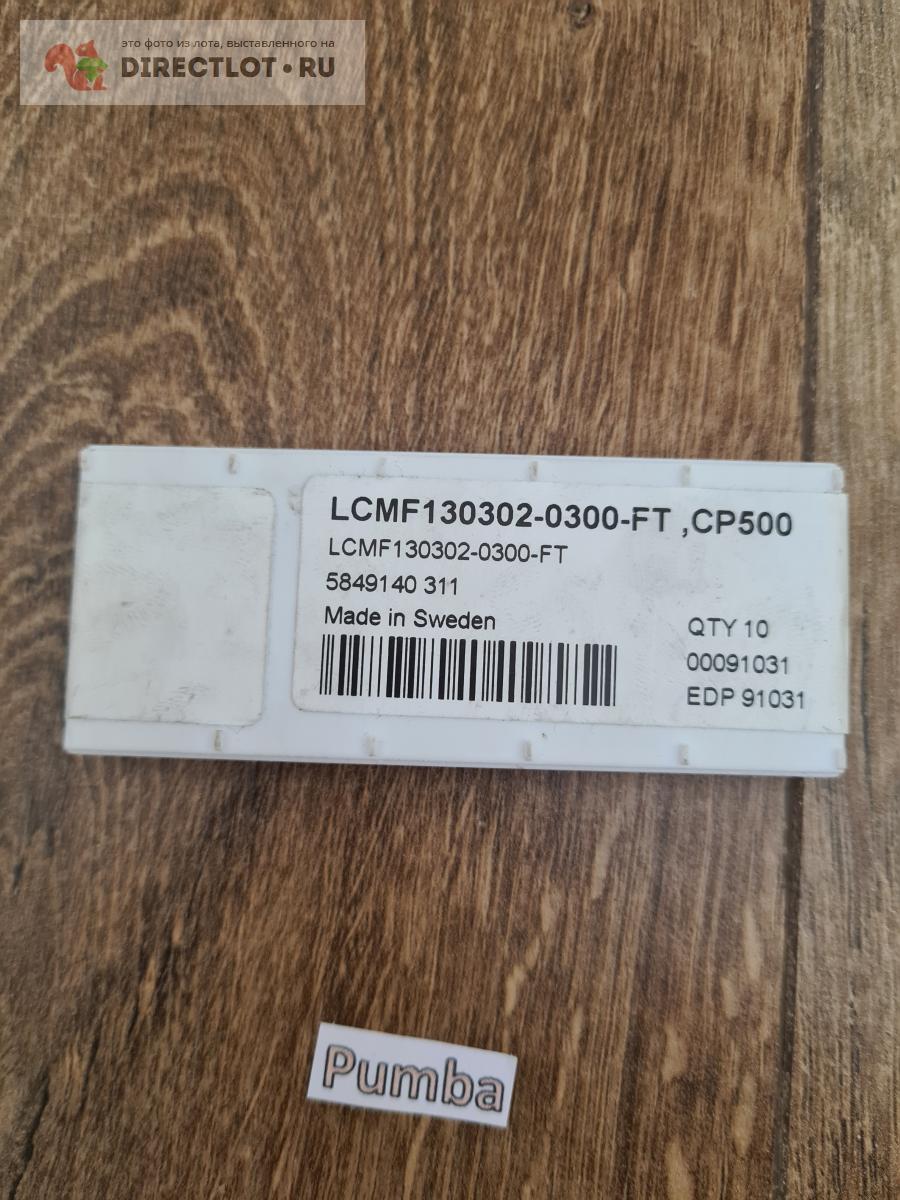 это фото из лота, выставленного на
DIRECTLOT•RU
LCMF130302-0300-FT ,CP500
LCMF130302-0300-FT
5849140 311
Made in Sweden
QTY 10
00091031
EDP 91031
Pumba